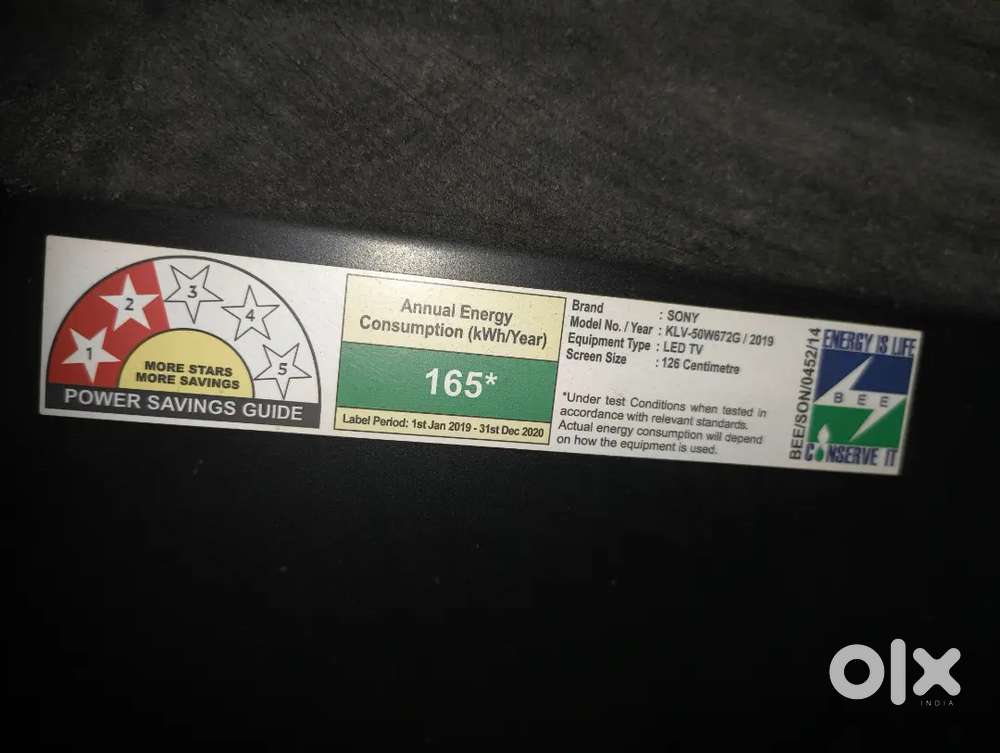 1
2
3
4
5
MORE STARS
MORE SAVINGS
POWER SAVINGS GUIDE
Annual Energy
Consumption (kWh/Year)
165*
Label Period: 1st Jan 2019 - 31st Dec 2020
Brand : SONY
Model No. / Year : KLV-50W672G / 2019
Equipment Type : LED TV
Screen Size : 126 Centimetre
*Under test Conditions when tested in
accordance with relevant standards.
Actual energy consumption will depend
on how the equipment is used.
BEE/SON/0452/14
ENERGY IS LIFE
BEE
CONSERVE IT
olx
INDIA